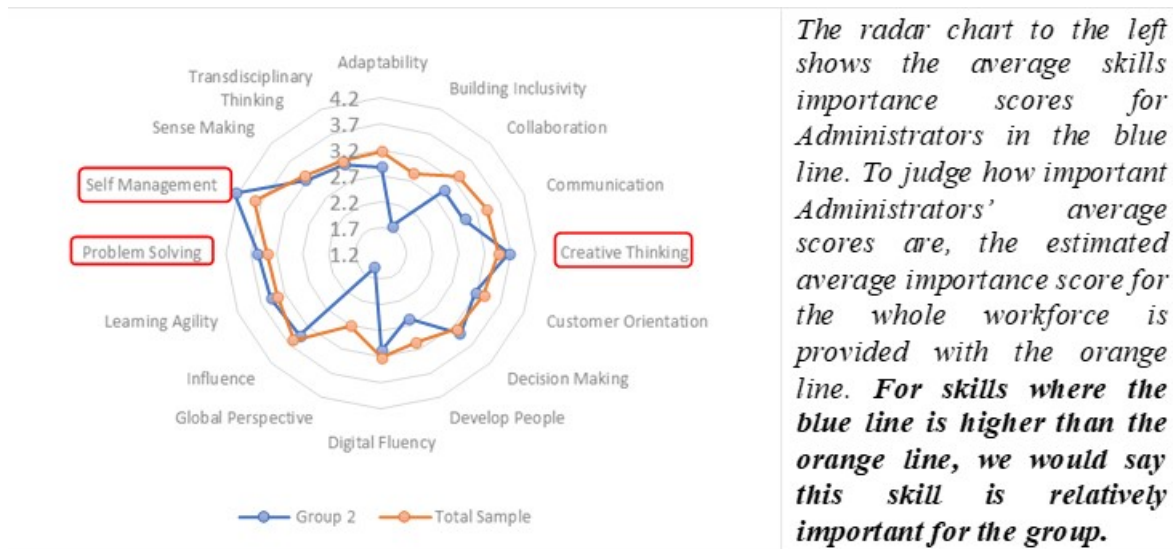 Adaptability
Transdisciplinary
Thinking
Building Inclusivity
Sense Making
Collaboration
4.2
3.7
3.2
2.7
2.2
1.7
1.2
Self Management
Communication
Problem Solving
Creative Thinking
Learning Agility
Customer Orientation
Influence
Decision Making
Global Perspective
Develop People
Digital Fluency
Group 2
Total Sample
The radar chart to the left
shows the average skills
importance scores for
Administrators in the blue
line. To judge how important
Administrators' average
scores are, the estimated
average importance score for
the whole workforce is
provided with the orange
line. For skills where the
blue line is higher than the
orange line, we would say
this skill is relatively
important for the group.